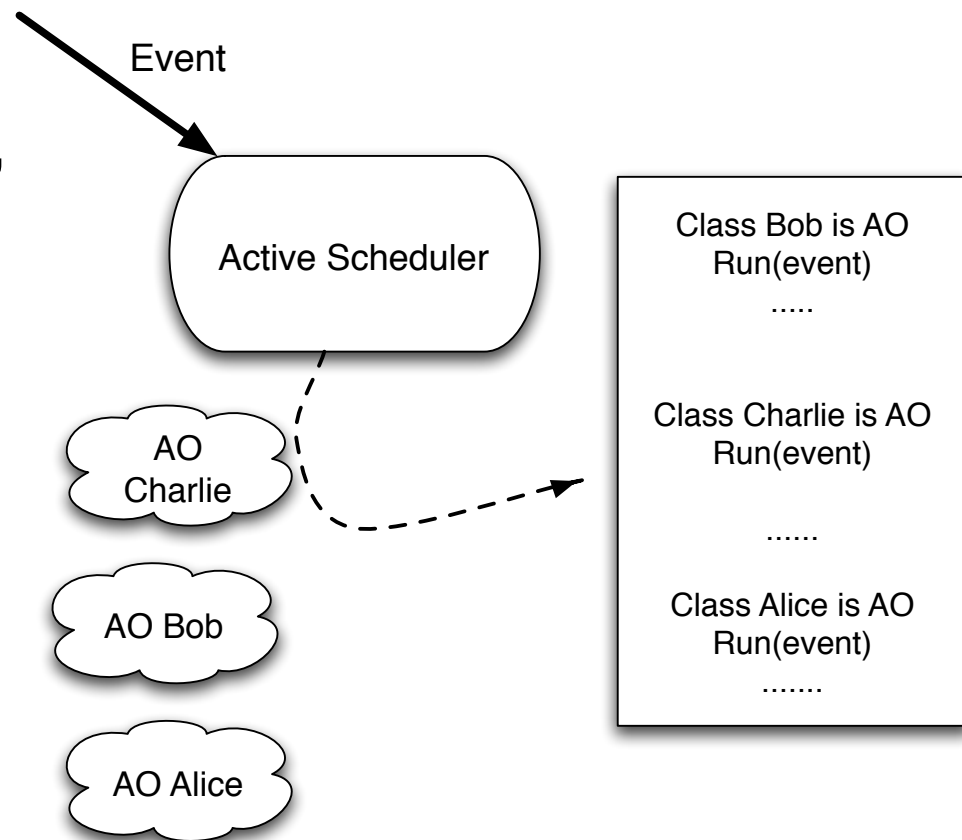 Event
,
Active Scheduler
AO
Charlie
AO Bob
AO Alice
Class Bob is AO
Run(event)
.....
Class Charlie is AO
Run(event)
......
Class Alice is AO
Run(event)
.......